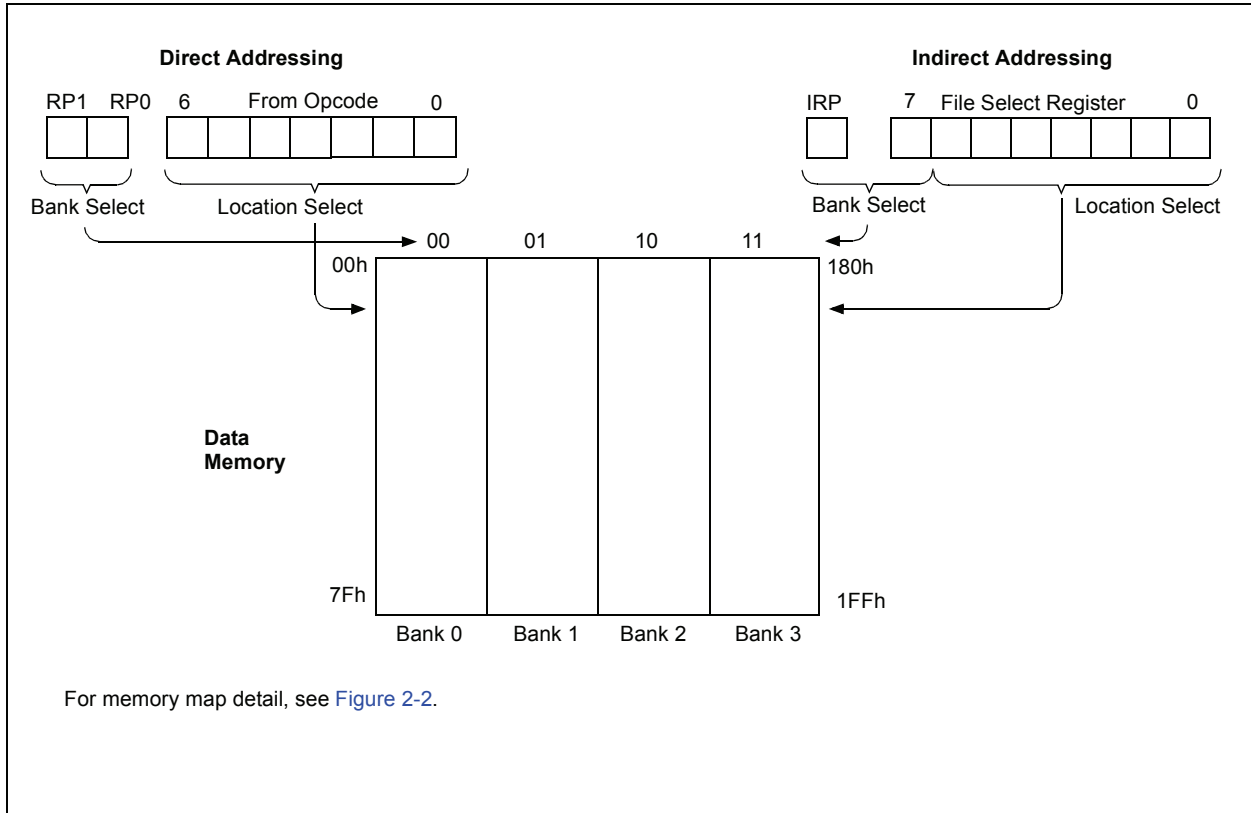 Direct Addressing
RP1 RP0 6 From Opcode 0
Bank Select Location Select
Indirect Addressing
IRP 7 File Select Register 0
Bank Select Location Select
00 01 10 11
00h 180h
Data
Memory
7Fh 1FFh
Bank 0 Bank 1 Bank 2 Bank 3
For memory map detail, see Figure 2-2.